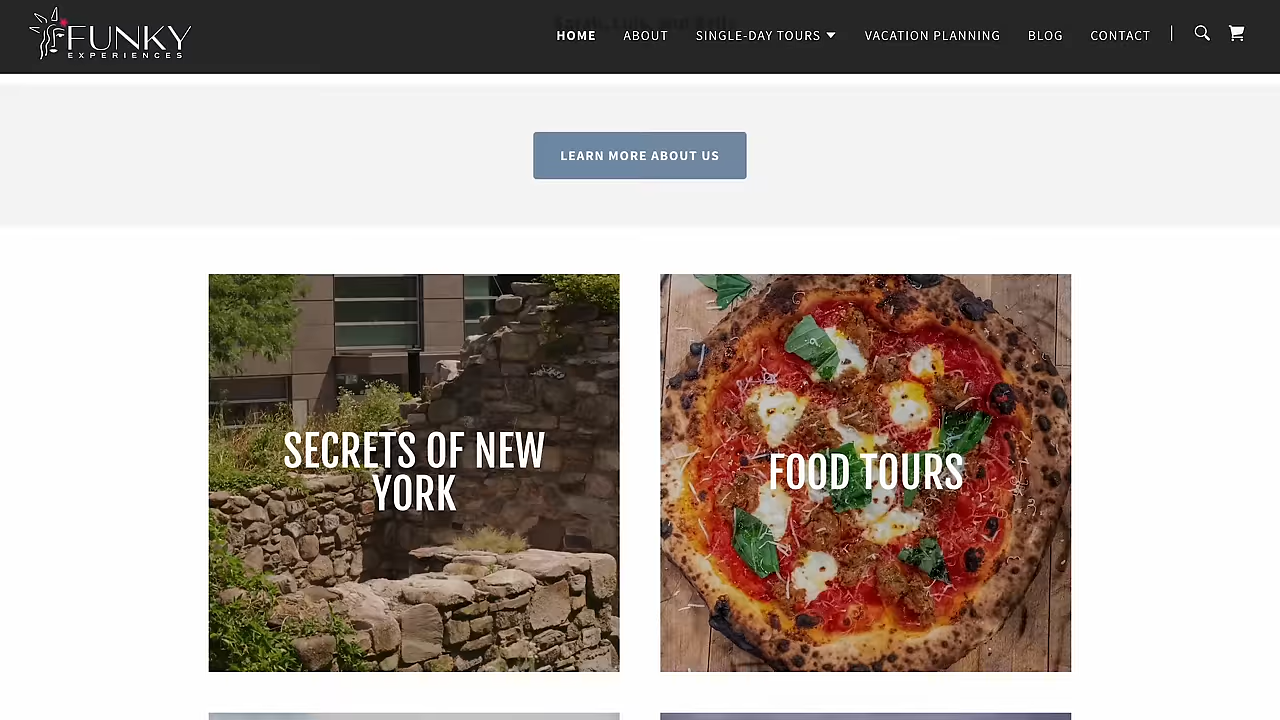 FUNKY
EXPERIENCES
HOME
ABOUT
SINGLE-DAY TOURS
VACATION PLANNING
BLOG
CONTACT
LEARN MORE ABOUT US
SECRETS OF NEW
YORK
FOOD TOURS